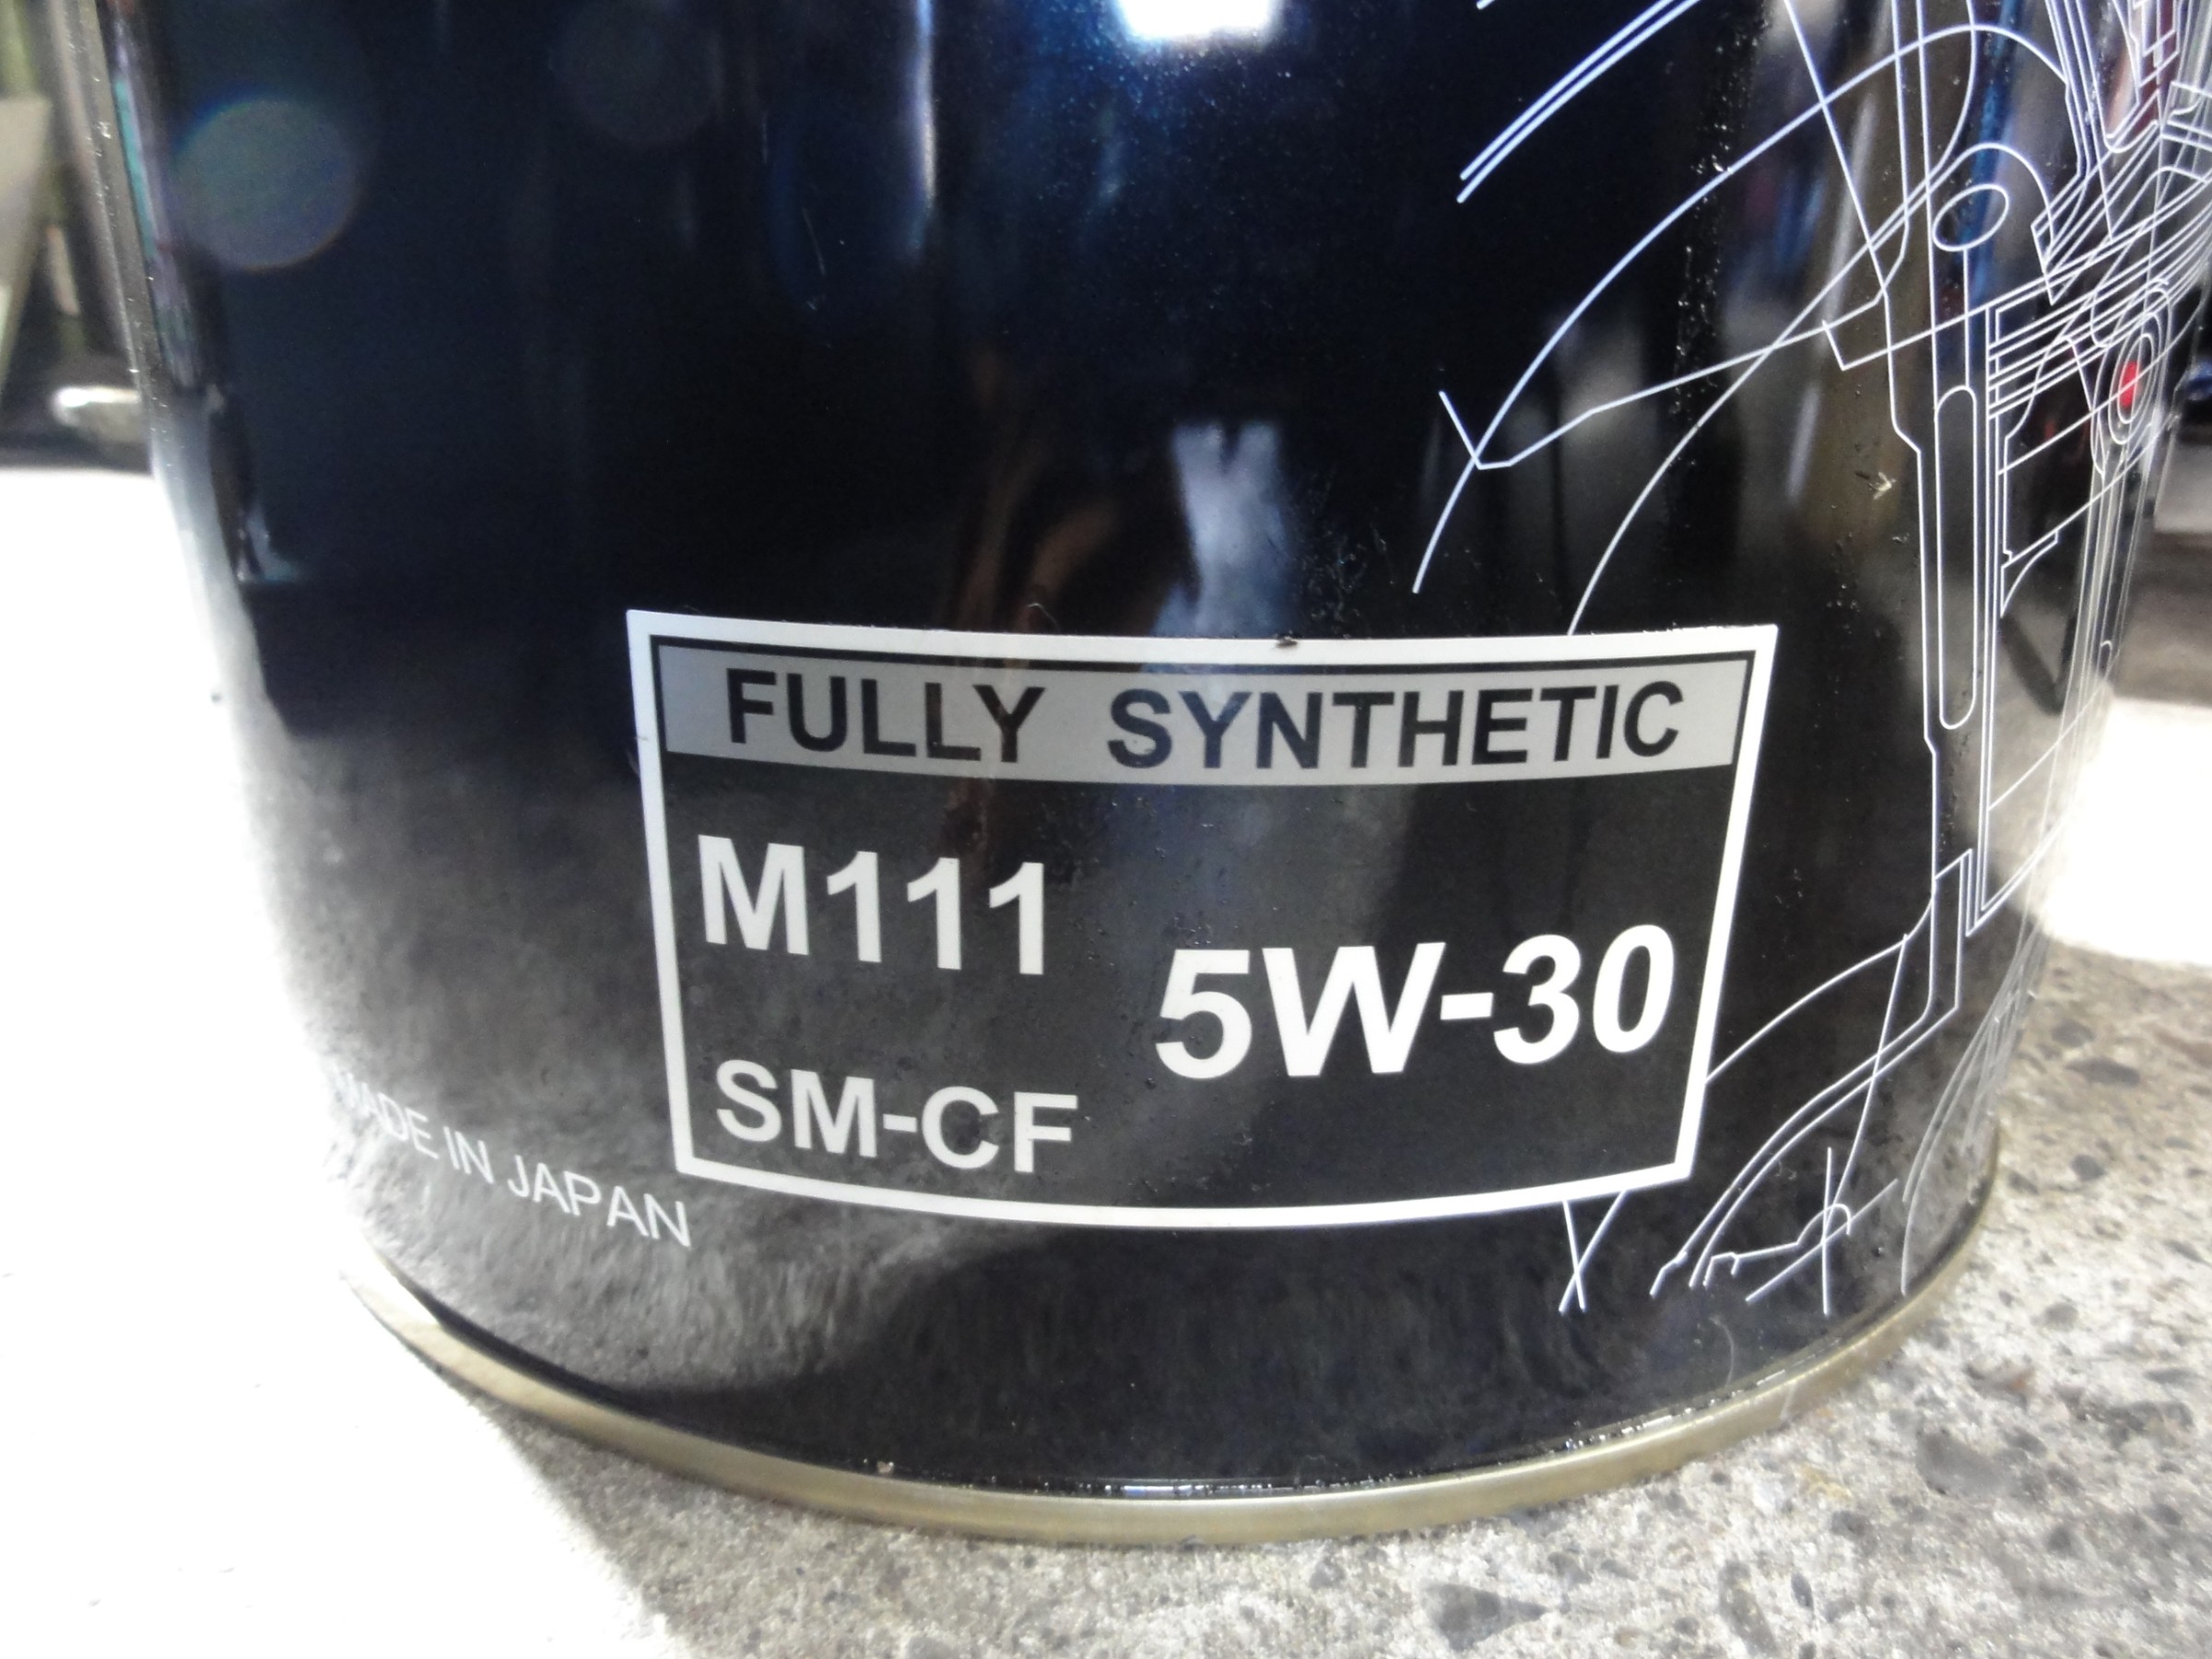 FULLY SYNTHETIC
M111
5W-30
SM-CF
MADE IN JAPAN